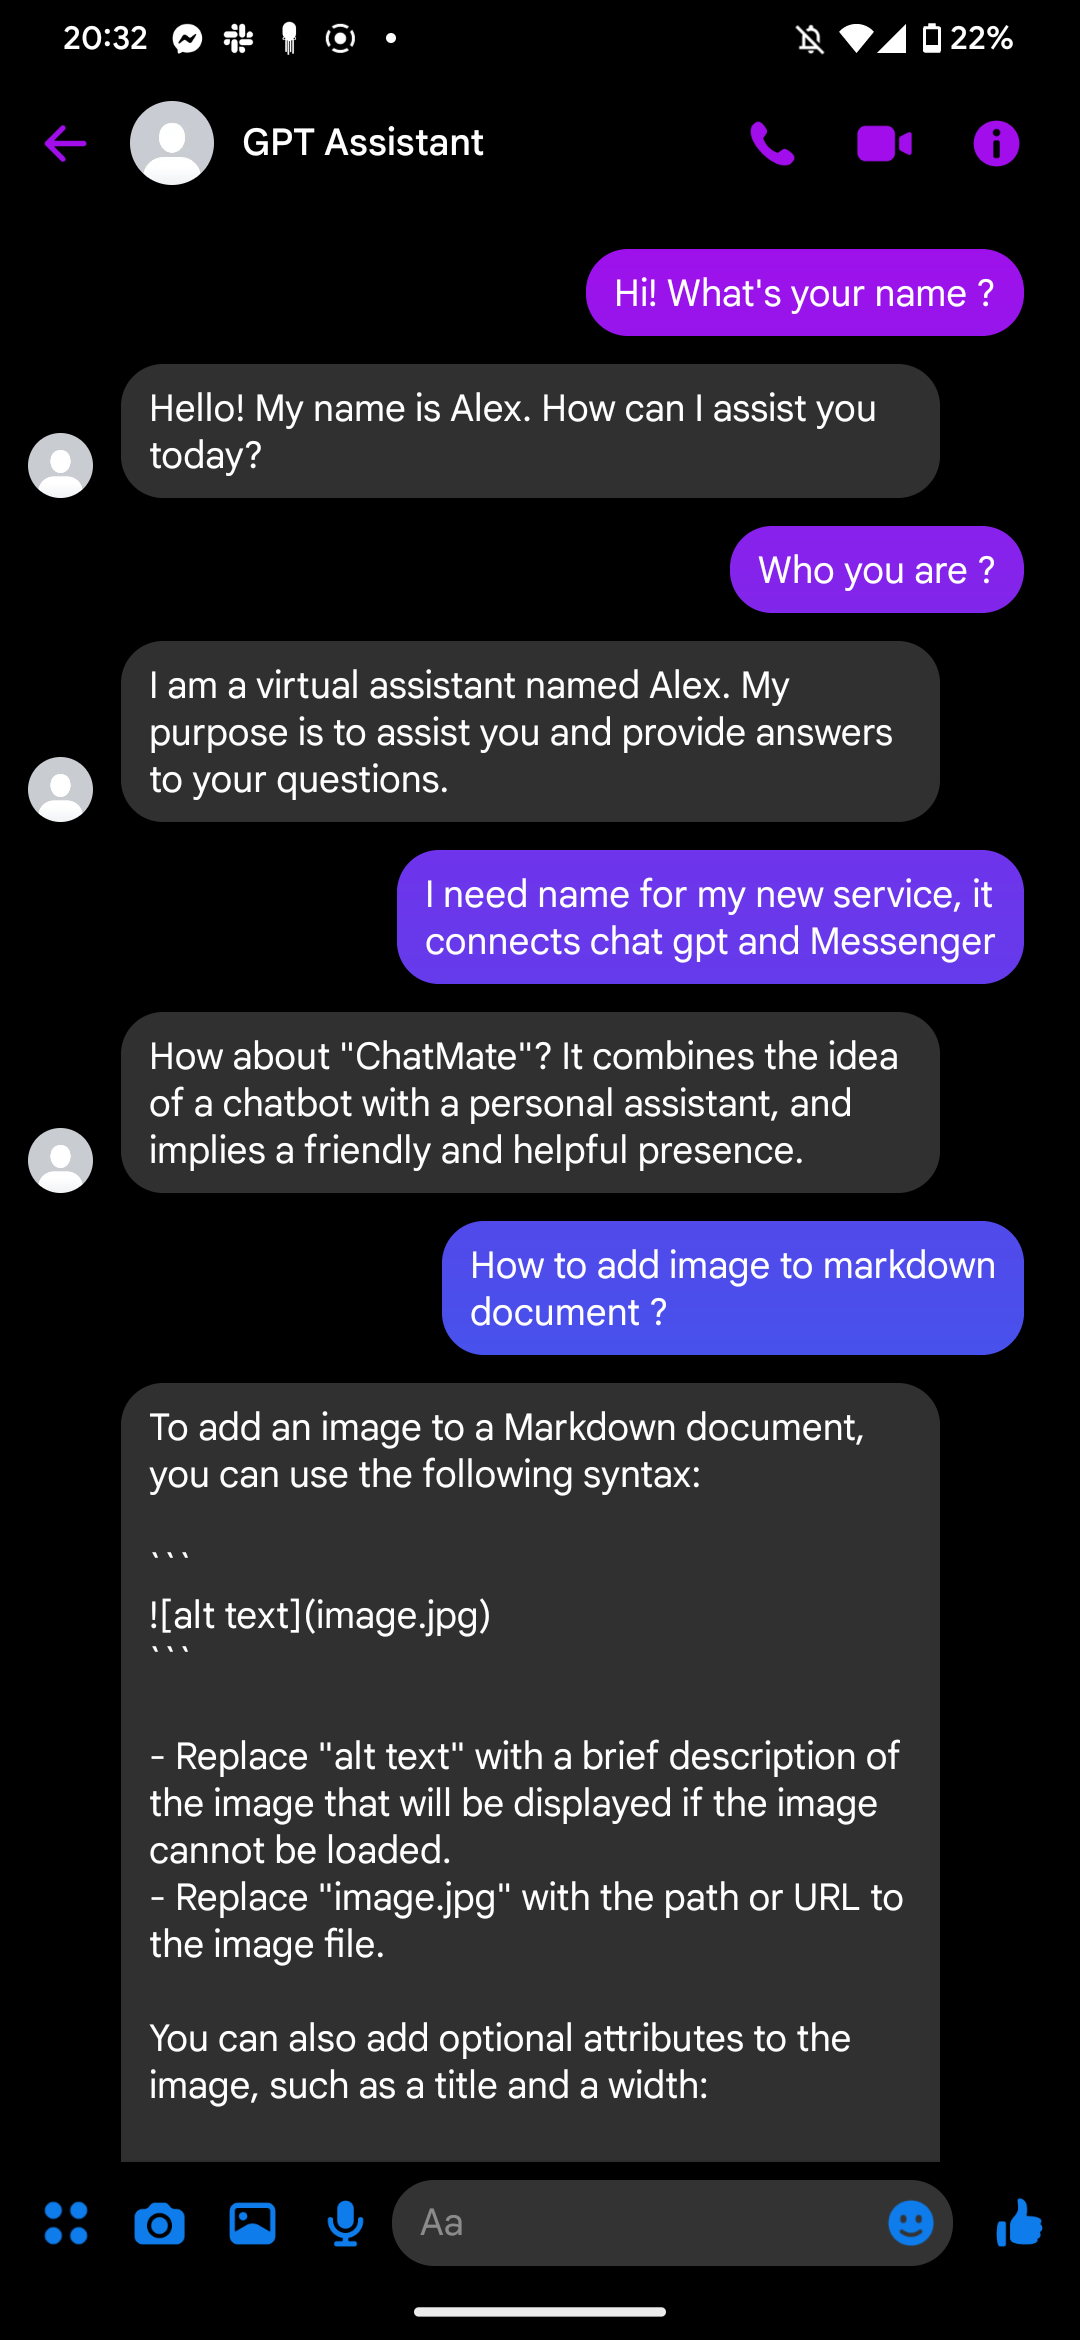 20:32
22%
GPT Assistant
Hi! What's your name ?
Hello! My name is Alex. How can I assist you
today?
Who you are ?
I am a virtual assistant named Alex. My
purpose is to assist you and provide answers
to your questions.
I need name for my new service, it
connects chat gpt and Messenger
How about "ChatMate"? It combines the idea
of a chatbot with a personal assistant, and
implies a friendly and helpful presence.
How to add image to markdown
document ?
To add an image to a Markdown document,
you can use the following syntax:
```
![alt text](image.jpg)
```
- Replace "alt text" with a brief description of
the image that will be displayed if the image
cannot be loaded.
- Replace "image.jpg" with the path or URL to
the image file.
You can also add optional attributes to the
image, such as a title and a width:
Aa